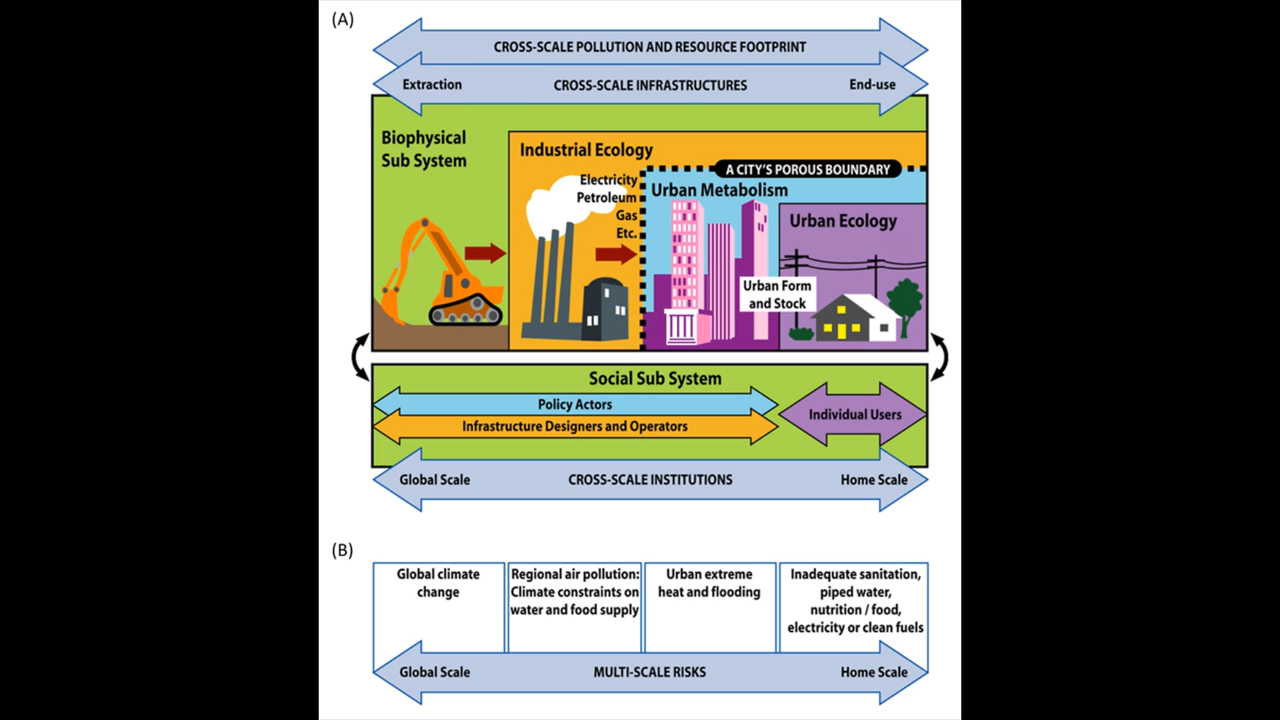 (A)
CROSS-SCALE POLLUTION AND RESOURCE FOOTPRINT
Extraction CROSS-SCALE INFRASTRUCTURES End-use
Biophysical
Sub System
Industrial Ecology
A CITY'S POROUS BOUNDARY
Electricity
Petroleum
Gas
Etc.
Urban Metabolism
Urban Ecology
Urban Form
and Stock
Social Sub System
Policy Actors
Infrastructure Designers and Operators
Individual Users
Global Scale CROSS-SCALE INSTITUTIONS Home Scale
(B)
Global climate
change
Regional air pollution:
Climate constraints on
water and food supply
Urban extreme
heat and flooding
Inadequate sanitation,
piped water,
nutrition / food,
electricity or clean fuels
Global Scale MULTI-SCALE RISKS Home Scale